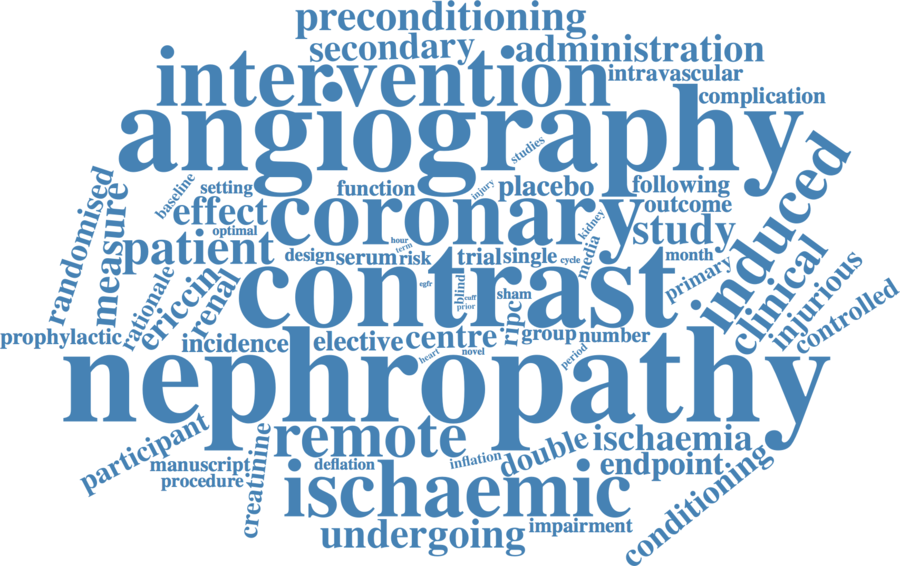 preconditioning
secondary
administration
intervention
intravascular
complication
angiography
studies
induced
randomised
measure
baseline
setting
function
injury
placebo
following
effect
optimal
coronary
kidney
outcome
study
patient
hour
term
design
serum
risk
trial
single
cycle
media
month
primary
clinical
injurious
controlled
rationale
ericcin
renal
contrast
egfr
blind
cuff
prior
sham
ripc
prophylactic
incidence
elective
centre
group
number
heart
novel
period
nephropathy
participant
remote
double
ischaemia
manuscript
procedure
creatinine
deflation
inflation
endpoint
conditioning
ischaemic
undergoing
impairment